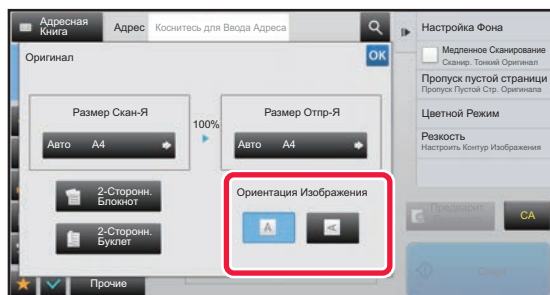 Адресная
Книга
Адрес
Коснитесь для Ввода Адреса
Оригинал
OK
Размер Скан-Я
100%
Размер Отпр-Я
Авто A4
Авто A4
2-Сторонн.
Блокнот
2-Сторонн.
Буклет
Ориентация Изображения
A
A
Прочие
Настройка Фона
Медленное Сканирование
Сканир. Тонкий Оригинал
Пропуск пустой страници
Пропуск Пустой Стр. Оригинала
Цветной Режим
Резкость
Настроить Контур Изображения
Предварит.
CA
Старт